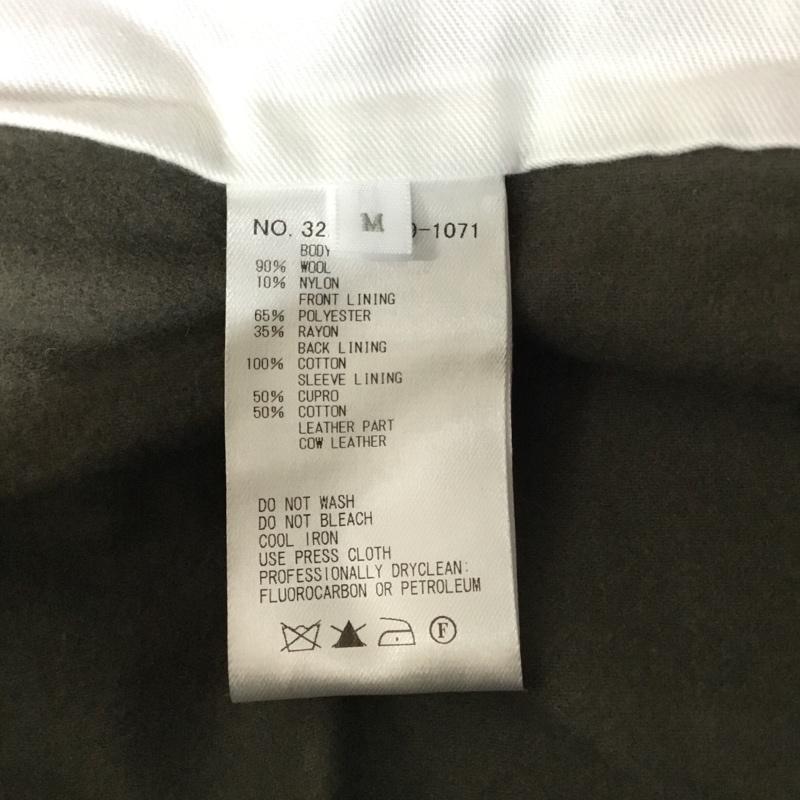 M
NO. 32 9-1071
BODY
90% WOOL
10% NYLON
FRONT LINING
65% POLYESTER
35% RAYON
BACK LINING
100% COTTON
SLEEVE LINING
50% CUPRO
50% COTTON
LEATHER PART
COW LEATHER
DO NOT WASH
DO NOT BLEACH
COOL IRON
USE PRESS CLOTH
PROFESSIONALLY DRYCLEAN:
FLUOROCARBON OR PETROLEUM
F